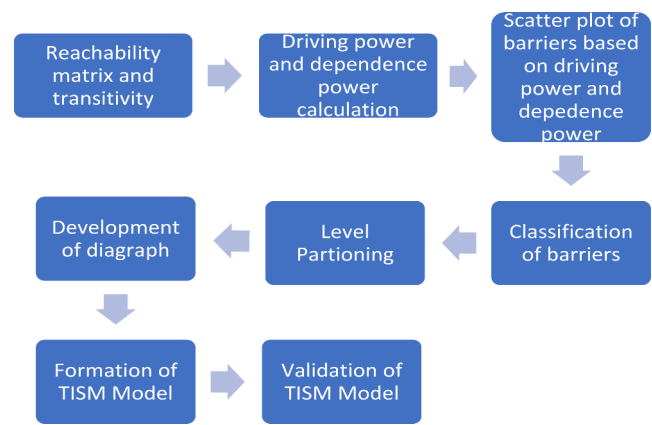 Reachability
matrix and
transitivity
Driving power
and dependence
power
calculation
Scatter plot of
barriers based
on driving
power and
depedence
power
Classification
of barriers
Level
Partioning
Development
of diagraph
Formation of
TISM Model
Validation of
TISM Model